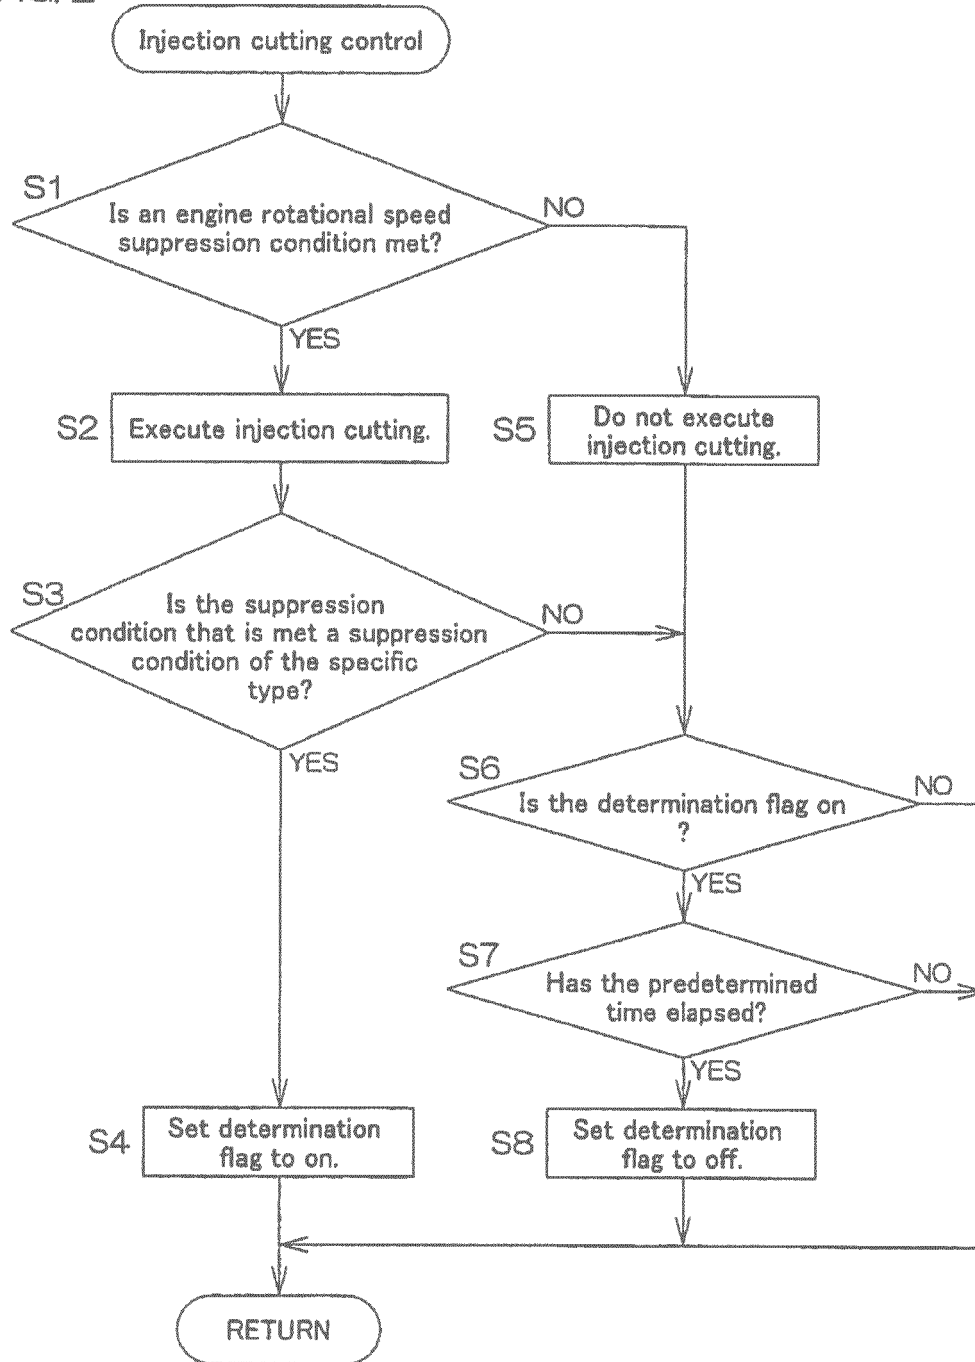 Injection cutting control
S1
Is an engine rotational speed
suppression condition met?
NO
YES
S2
Execute injection cutting.
S5
Do not execute
injection cutting.
S3
Is the suppression
condition that is met a suppression
condition of the specific
type?
NO
YES
S6
Is the determination flag on
?
NO
YES
S7
Has the predetermined
time elapsed?
NO
YES
S4
Set determination
flag to on.
S8
Set determination
flag to off.
RETURN